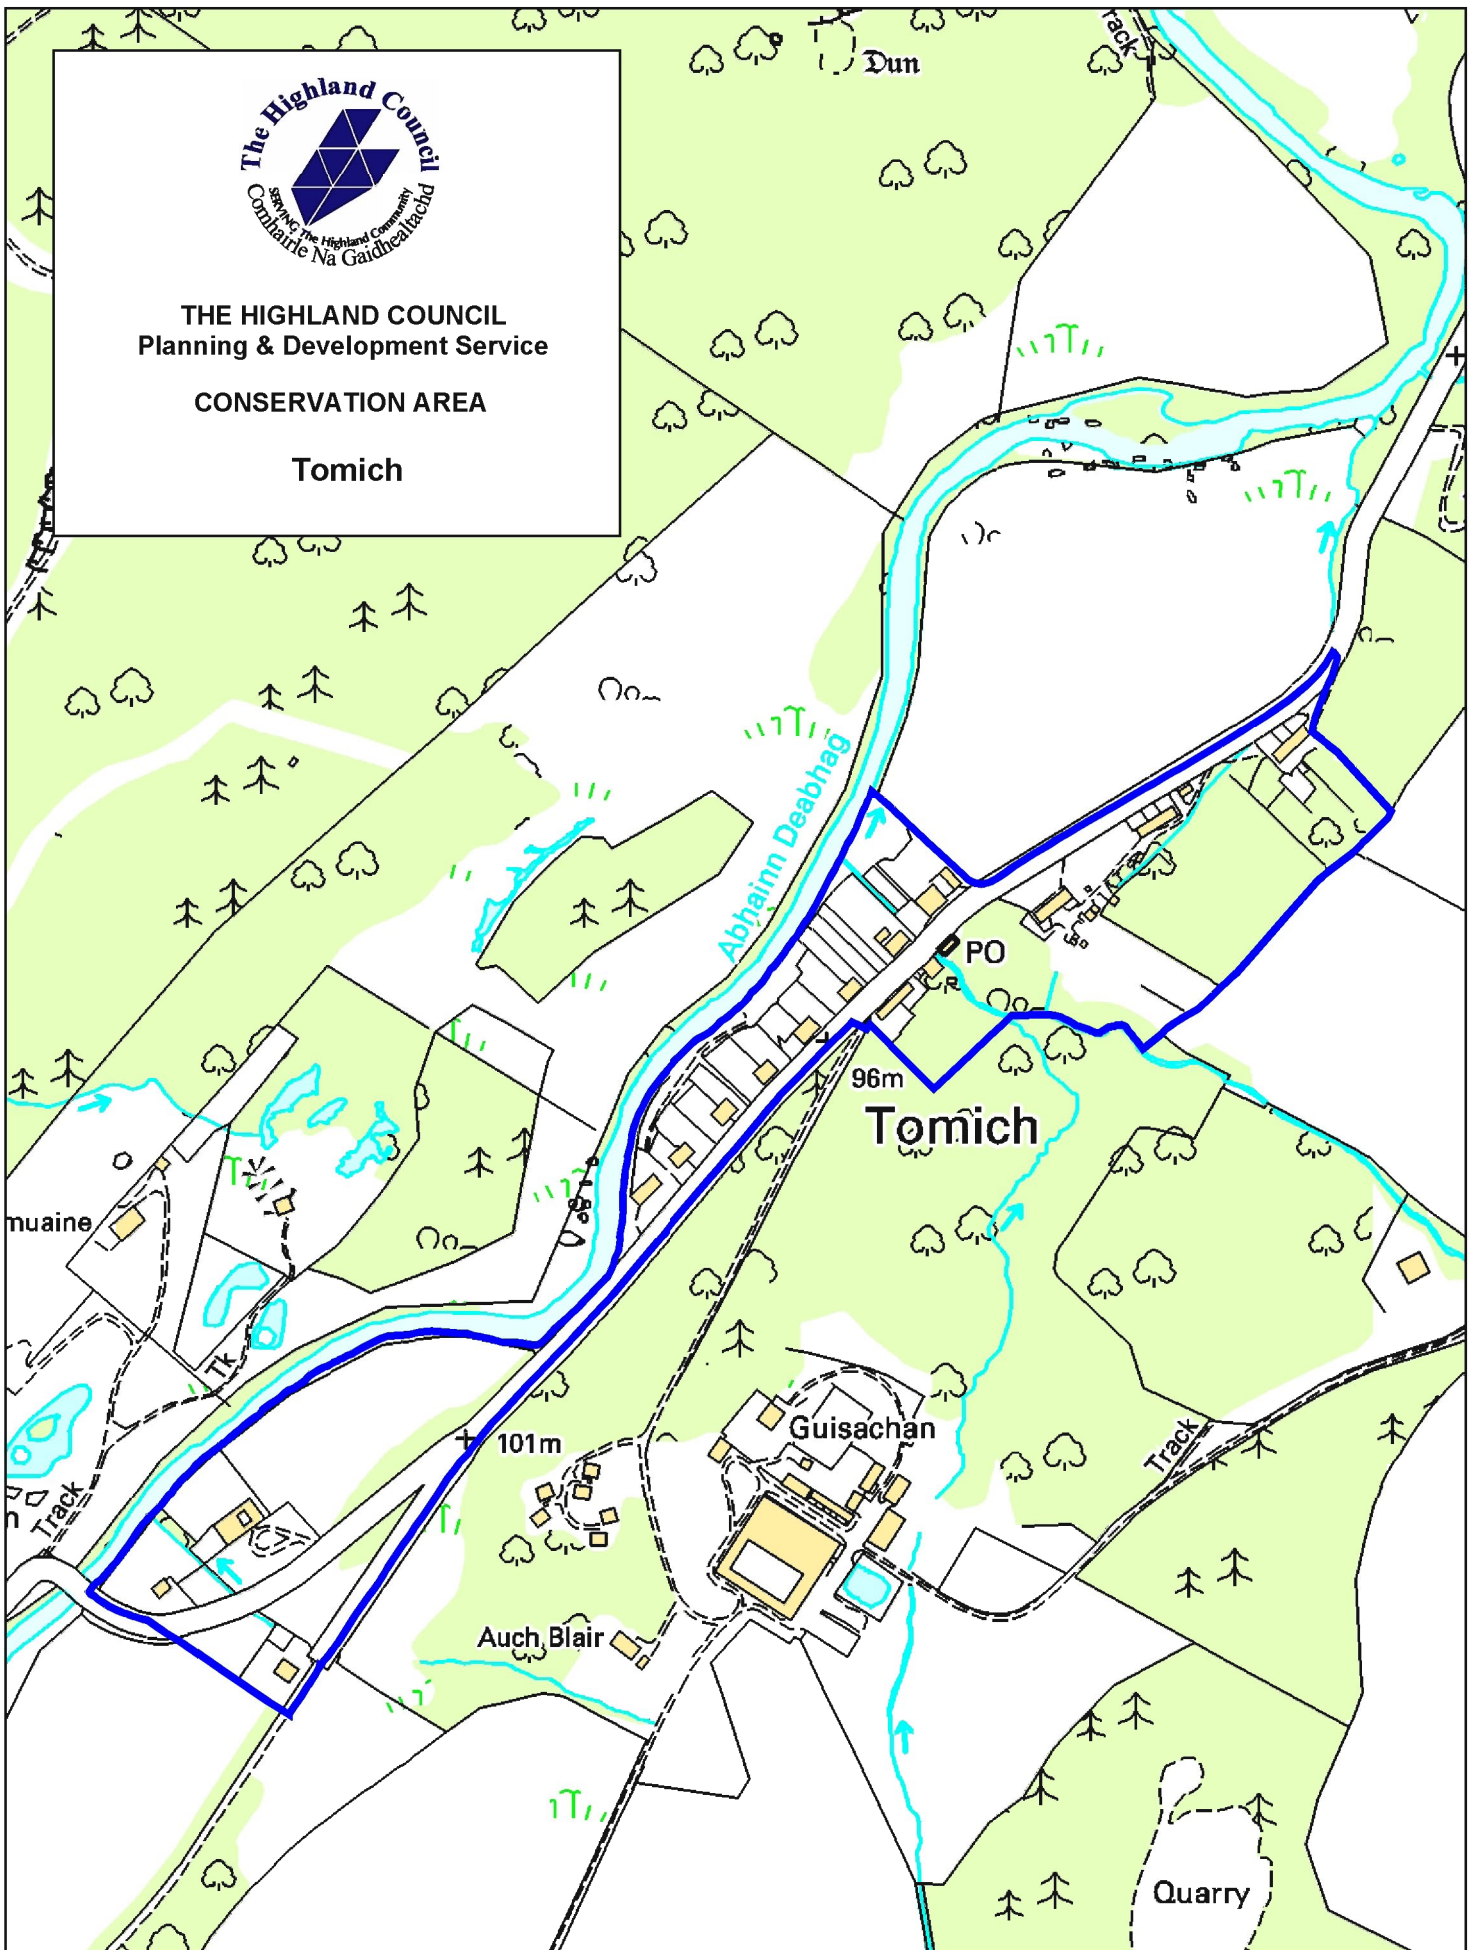 The Highland Council
SERVING The Highland Community
Comhairle Na Gaidhealtachd
THE HIGHLAND COUNCIL
Planning & Development Service
CONSERVATION AREA
Tomich
Dun
rack
Abhainn Deabhag
PO
96m
Tomich
muaine
Tk
Track
n
101m
Guisachan
Track
Auch Blair
Quarry